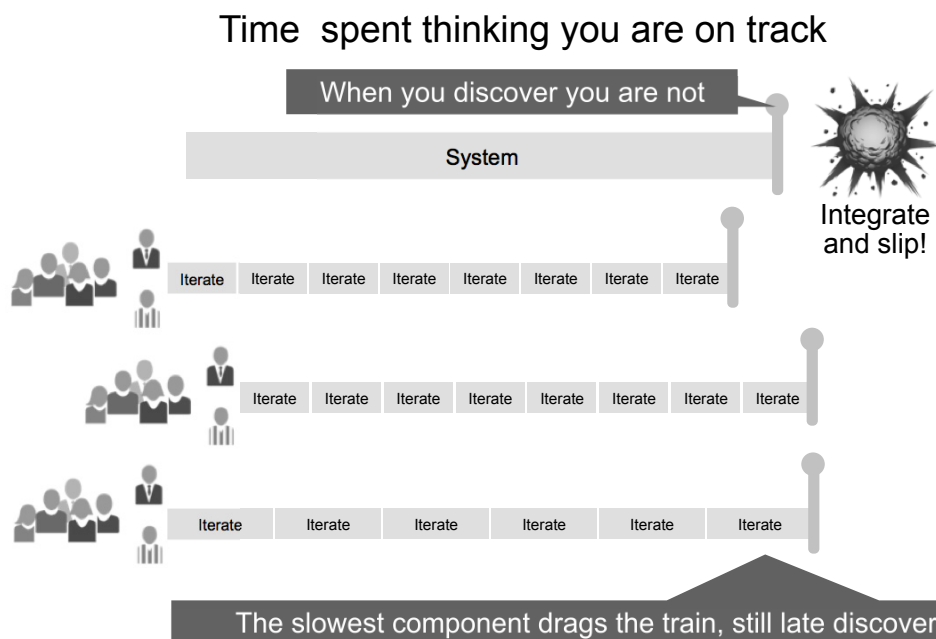 Time  spent thinking you are on track
When you discover you are not
System
Integrate
and slip!
Iterate Iterate Iterate Iterate Iterate Iterate Iterate Iterate
Iterate Iterate Iterate Iterate Iterate Iterate Iterate Iterate
Iterate Iterate Iterate Iterate Iterate Iterate
The slowest component drags the train, still late discover